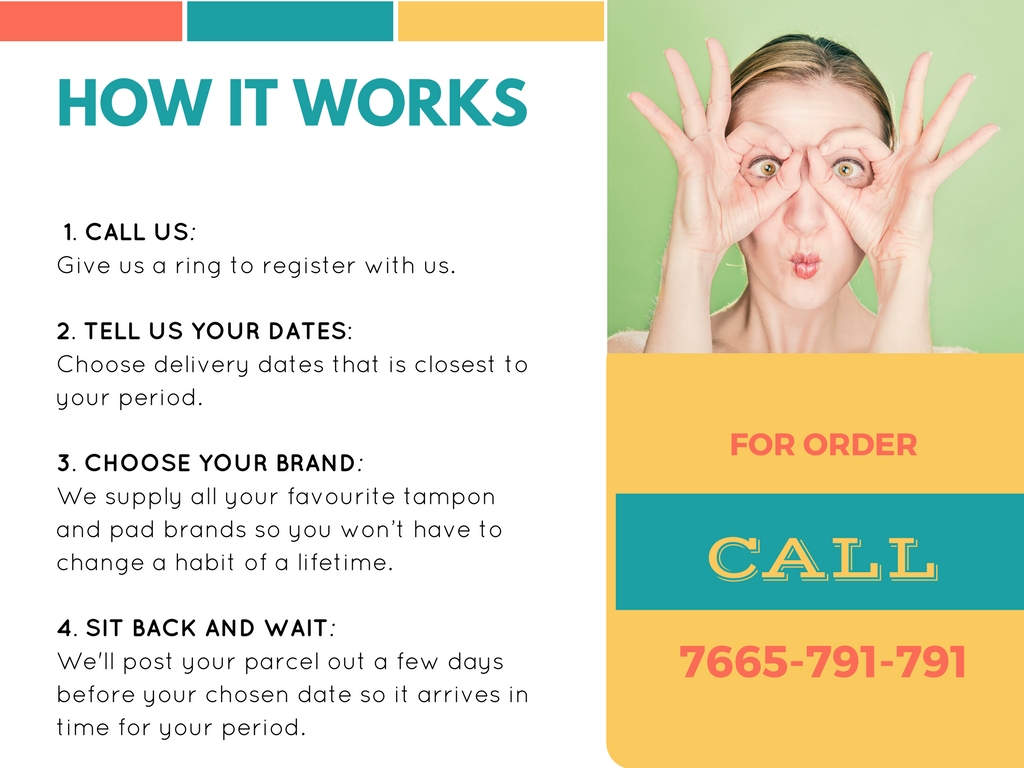 HOW IT WORKS
1. CALL US:
Give us a ring to register with us.
2. TELL US YOUR DATES:
Choose delivery dates that is closest to
your period.
3. CHOOSE YOUR BRAND:
We supply all your favourite tampon
and pad brands so you won’t have to
change a habit of a lifetime.
4. SIT BACK AND WAIT:
We'll post your parcel out a few days
before your chosen date so it arrives in
time for your period.
FOR ORDER
CALL
7665-791-791